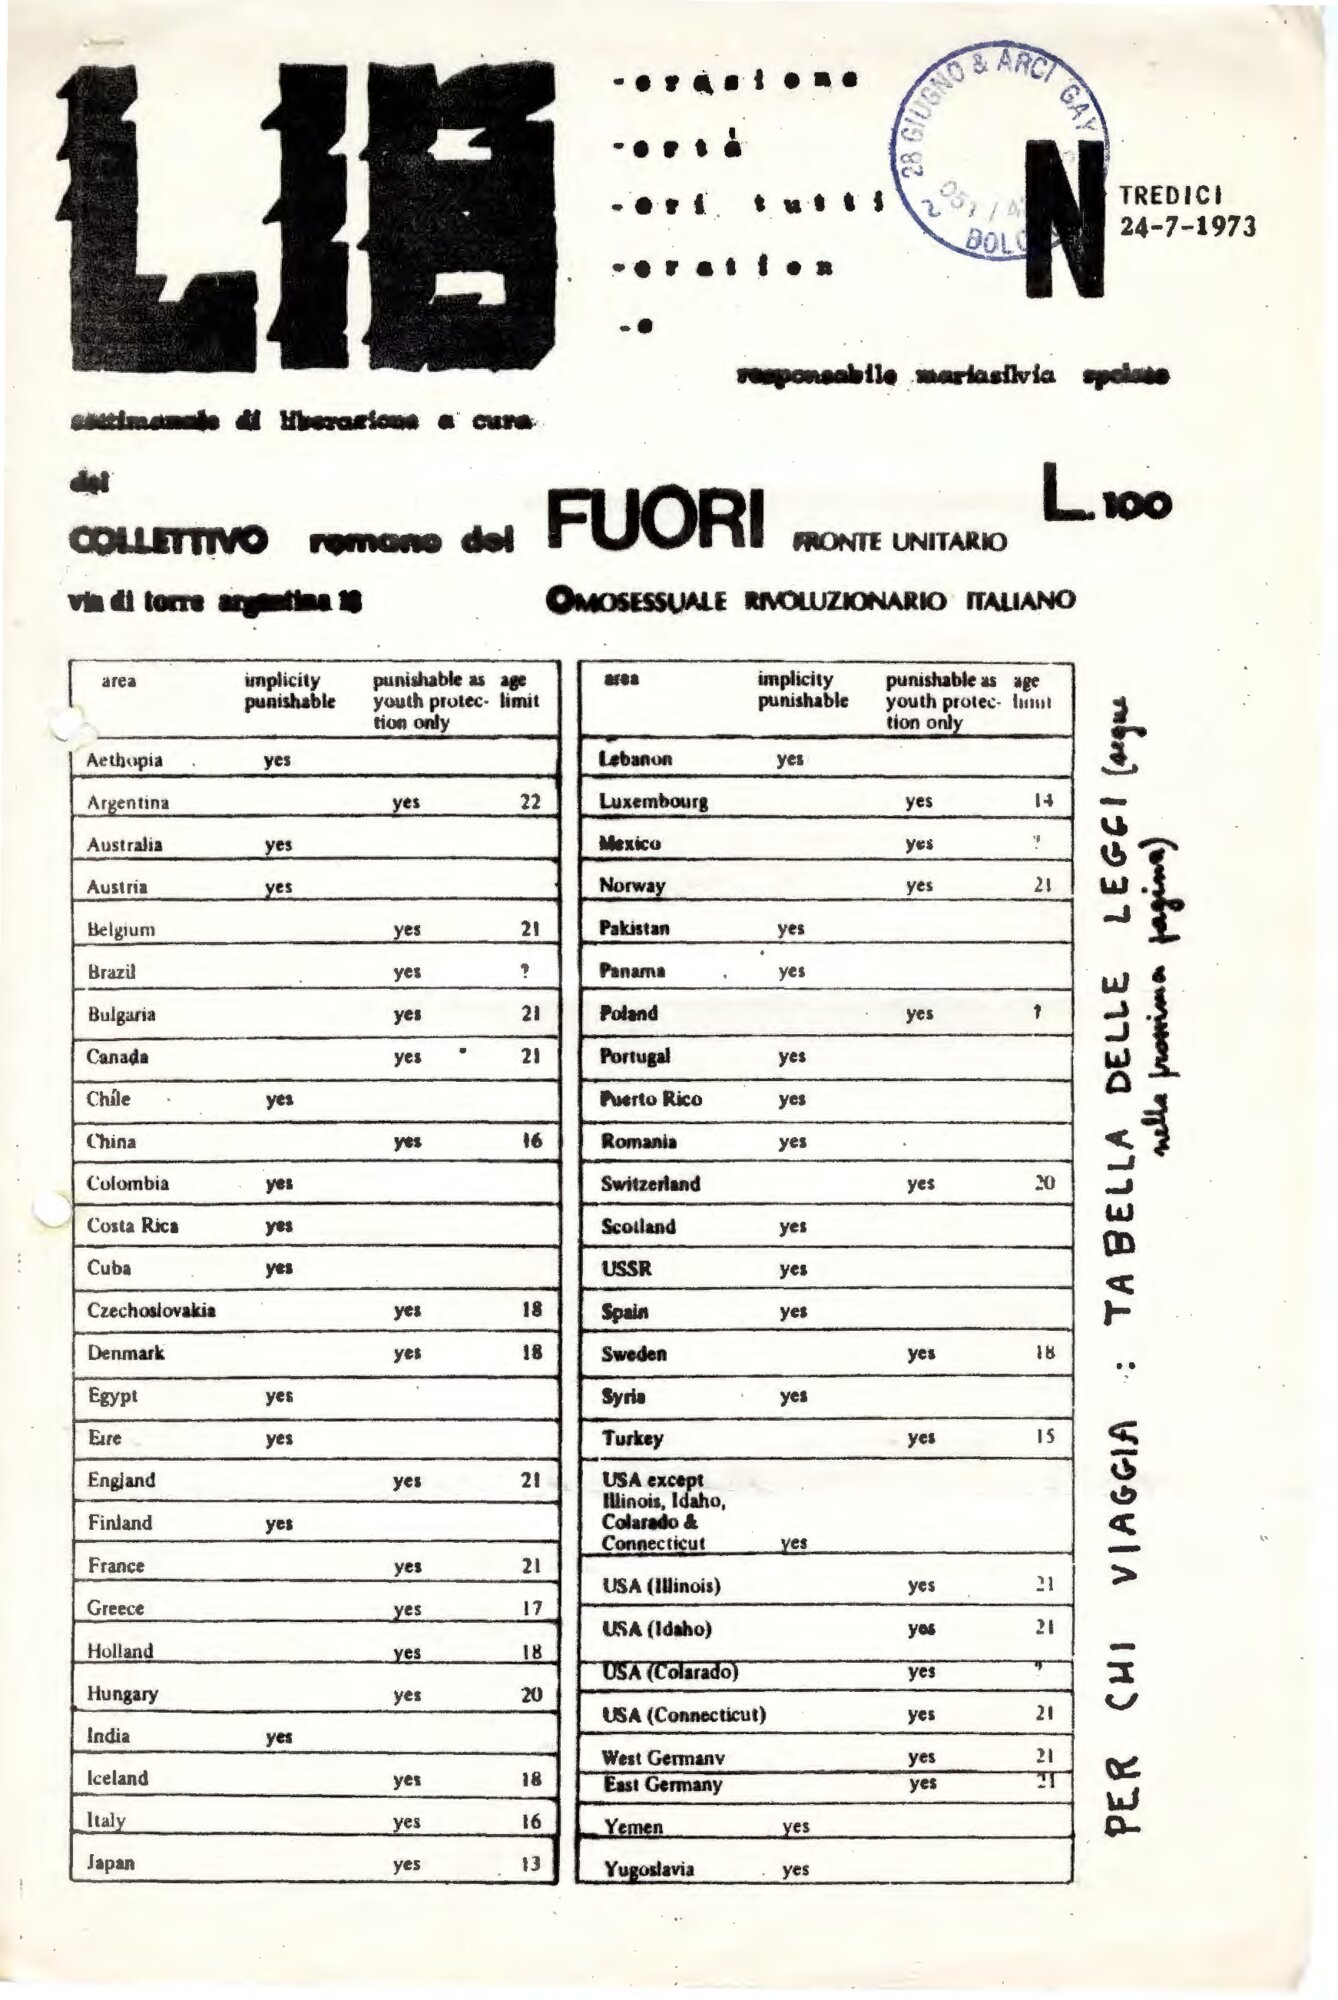 LIB
-erazione
-ertà
-eri tutti
-eration
-e
28 GIUGNO & ARCI GAY
BOLO
N
TREDICI
24-7-1973
responsabile mariasilvia spolato
settimanale di liberazione a cura
del
COLLETTIVO romano del FUORI FRONTE UNITARIO
L.100
via di torre argentina 18 OMOSESSUALE RIVOLUZIONARIO ITALIANO
area implicity punishable punishable as youth protec- tion only age limit
Aethopia yes
Argentina yes 22
Australia yes
Austria yes
Belgium yes 21
Brazil yes ?
Bulgaria yes 21
Canada yes 21
Chile yes
China yes 16
Colombia yes
Costa Rica yes
Cuba yes
Czechoslovakia yes 18
Denmark yes 18
Egypt yes
Eire yes
England yes 21
Finland yes
France yes 21
Greece yes 17
Holland yes 18
Hungary yes 20
India yes
Iceland yes 18
Italy yes 16
Japan yes 13
area implicity punishable punishable as youth protec- tion only age limit
Lebanon yes
Luxembourg yes 14
Mexico yes ?
Norway yes 21
Pakistan yes
Panama yes
Poland yes ?
Portugal yes
Puerto Rico yes
Romania yes
Switzerland yes 20
Scotland yes
USSR yes
Spain yes
Sweden yes 18
Syria yes
Turkey yes 15
USA except
Illinois, Idaho,
Colarado &
Connecticut yes
USA (Illinois) yes 21
USA (Idaho) yes 21
USA (Colarado) yes ?
USA (Connecticut) yes 21
West Germany yes 21
East Germany yes 21
Yemen yes
Yugoslavia yes
PER CHI VIAGGIA : TABELLA DELLE LEGGI (segue
nella prossima pagina)